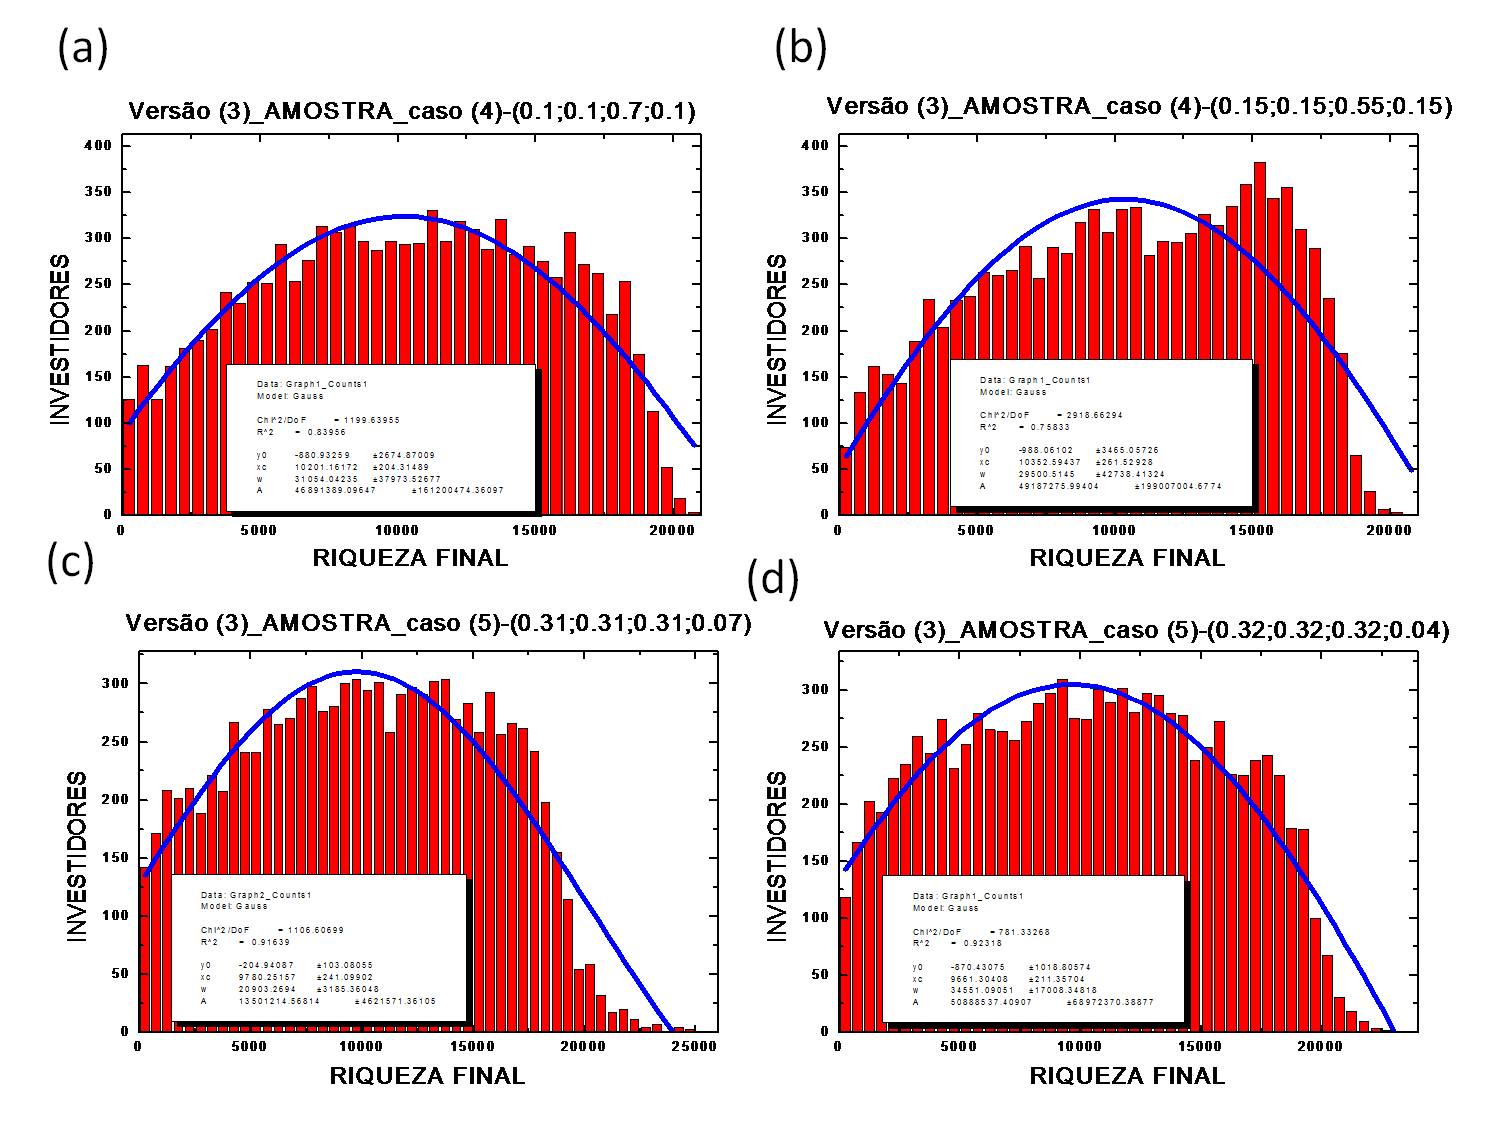 (a)
Versão (3)_AMOSTRA_caso (4)-(0.1;0.1;0.7;0.1)
INVESTIDORES
400
350
300
250
200
150
100
50
0
Data: Graph1_Counts1
Model: Gauss
Chi^2/DoF = 1199.63955
R^2 = 0.83956
y0 -880.93259 ±2674.87009
xc 10201.16172 ±204.31489
w 31054.04235 ±37973.52677
A 46891389.09647 ±161200474.36097
0 5000 10000 15000 20000
RIQUEZA FINAL
(b)
Versão (3)_AMOSTRA_caso (4)-(0.15;0.15;0.55;0.15)
INVESTIDORES
400
350
300
250
200
150
100
50
0
Data: Graph1_Counts1
Model: Gauss
Chi^2/DoF = 2918.66294
R^2 = 0.75833
y0 -988.06102 ±3465.05726
xc 10352.59437 ±261.52928
w 29500.5145 ±42738.41324
A 49187275.99404 ±199007004.6774
0 5000 10000 15000 20000
RIQUEZA FINAL
(c)
Versão (3)_AMOSTRA_caso (5)-(0.31;0.31;0.31;0.07)
INVESTIDORES
300
250
200
150
100
50
0
Data: Graph2_Counts1
Model: Gauss
Chi^2/DoF = 1106.60699
R^2 = 0.91639
y0 -204.94087 ±103.08055
xc 9780.25157 ±241.09902
w 20903.2694 ±3185.36048
A 13501214.56814 ±4621571.36105
0 5000 10000 15000 20000 25000
RIQUEZA FINAL
(d)
Versão (3)_AMOSTRA_caso (5)-(0.32;0.32;0.32;0.04)
INVESTIDORES
300
250
200
150
100
50
0
Data: Graph1_Counts1
Model: Gauss
Chi^2/DoF = 781.33268
R^2 = 0.92318
y0 -870.43075 ±1018.80574
xc 9661.30408 ±211.35704
w 34551.09051 ±17008.34818
A 50888537.40907 ±68972370.38877
0 5000 10000 15000 20000
RIQUEZA FINAL